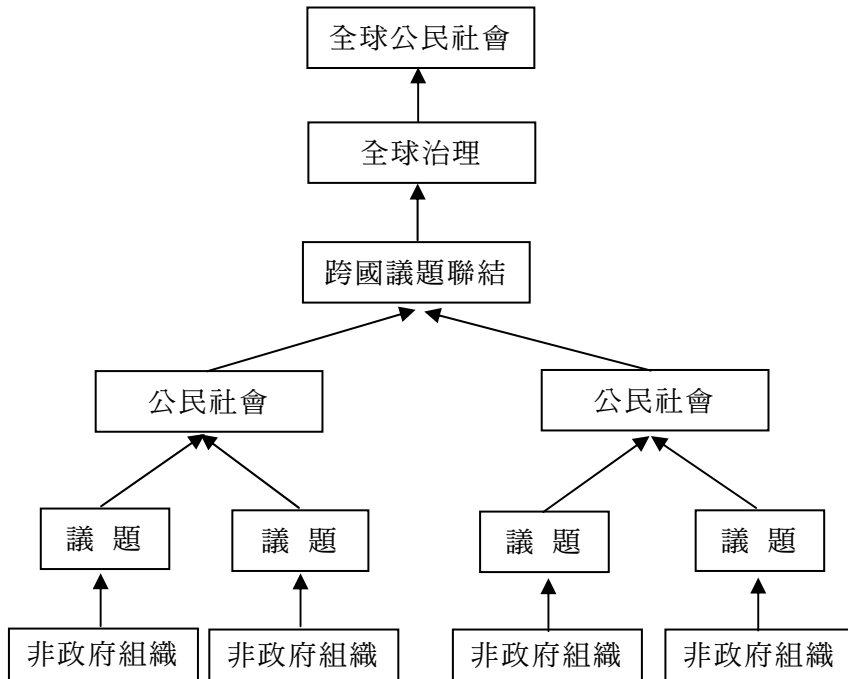 全球公民社會
全球治理
跨國議題聯結
公民社會
公民社會
議 題
議 題
議 題
議 題
非政府組織
非政府組織
非政府組織
非政府組織